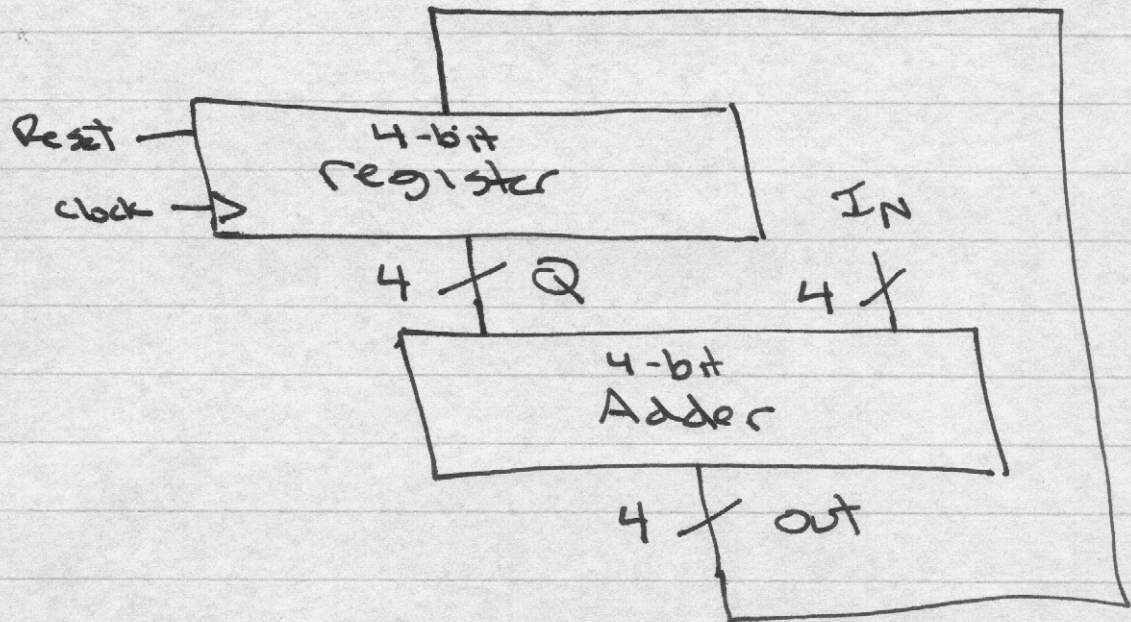 Reset
4-bit
register
clock
IN
4
Q
4
4-bit
Adder
4
out